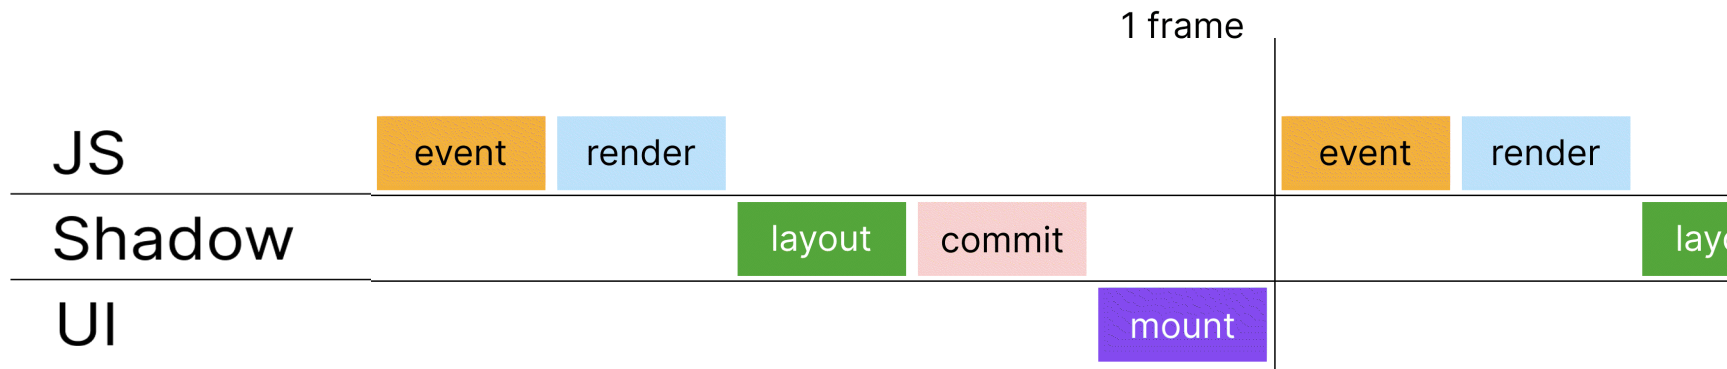 1 frame
JS event render event render
Shadow layout commit
UI mount